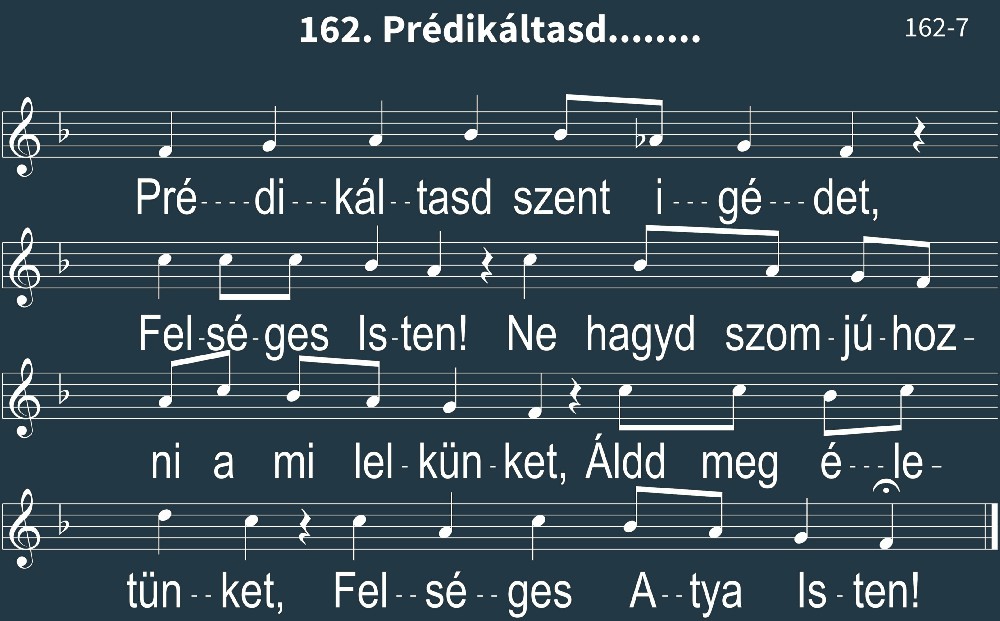 162. Prédikáltasd........
162-7
Pré----di---kál--tasd szent i---gé---det,
Fel-sé-ges Is-ten! Ne hagyd szom-jú-hoz-
ni a mi lel-kün-ket, Áldd meg é---le-
tün--ket, Fel--sé--ges A--tya Is-ten!